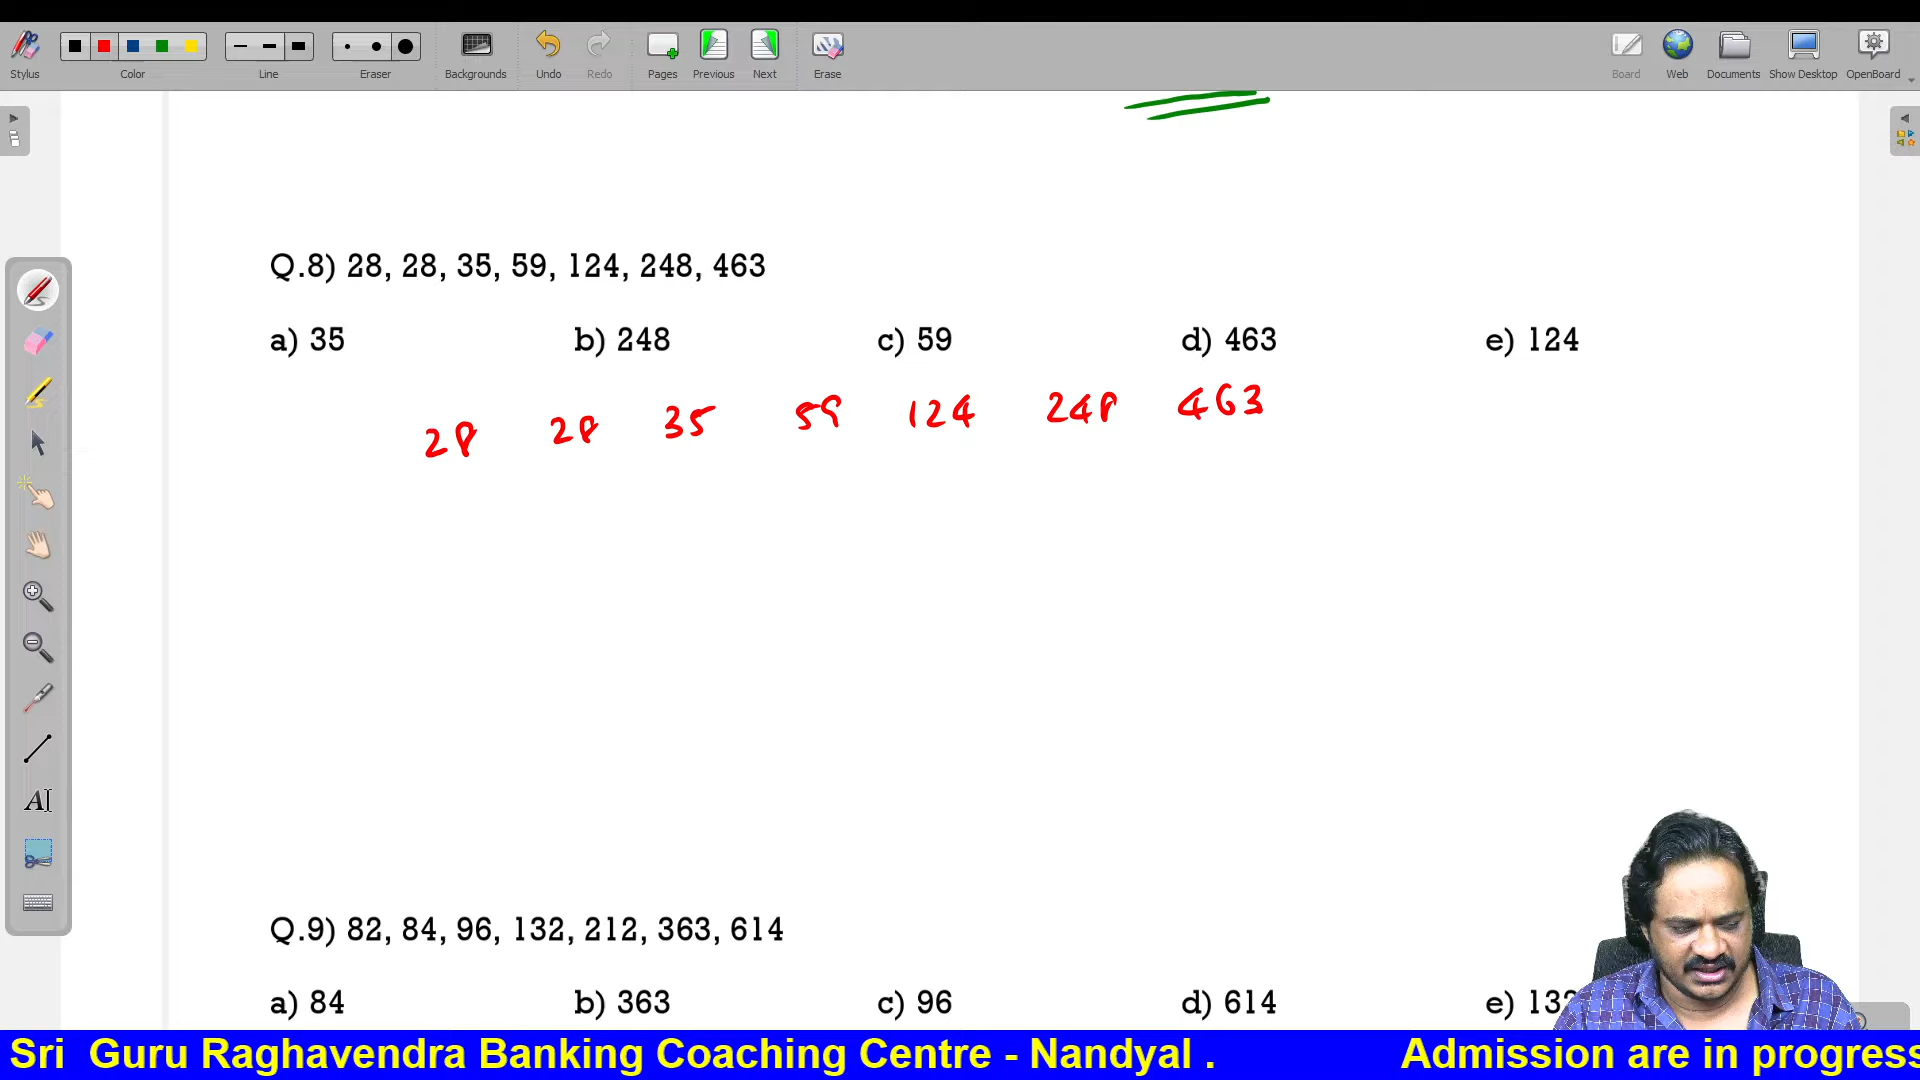 Stylus Color Line Eraser Backgrounds Undo Redo Pages Previous Next Erase Board Web Documents Show Desktop OpenBoard
Q.8) 28, 28, 35, 59, 124, 248, 463
a) 35 b) 248 c) 59 d) 463 e) 124
28 28 35 59 124 248 463
Q.9) 82, 84, 96, 132, 212, 363, 614
a) 84 b) 363 c) 96 d) 614 e) 132
Sri Guru Raghavendra Banking Coaching Centre - Nandyal . Admission are in progress